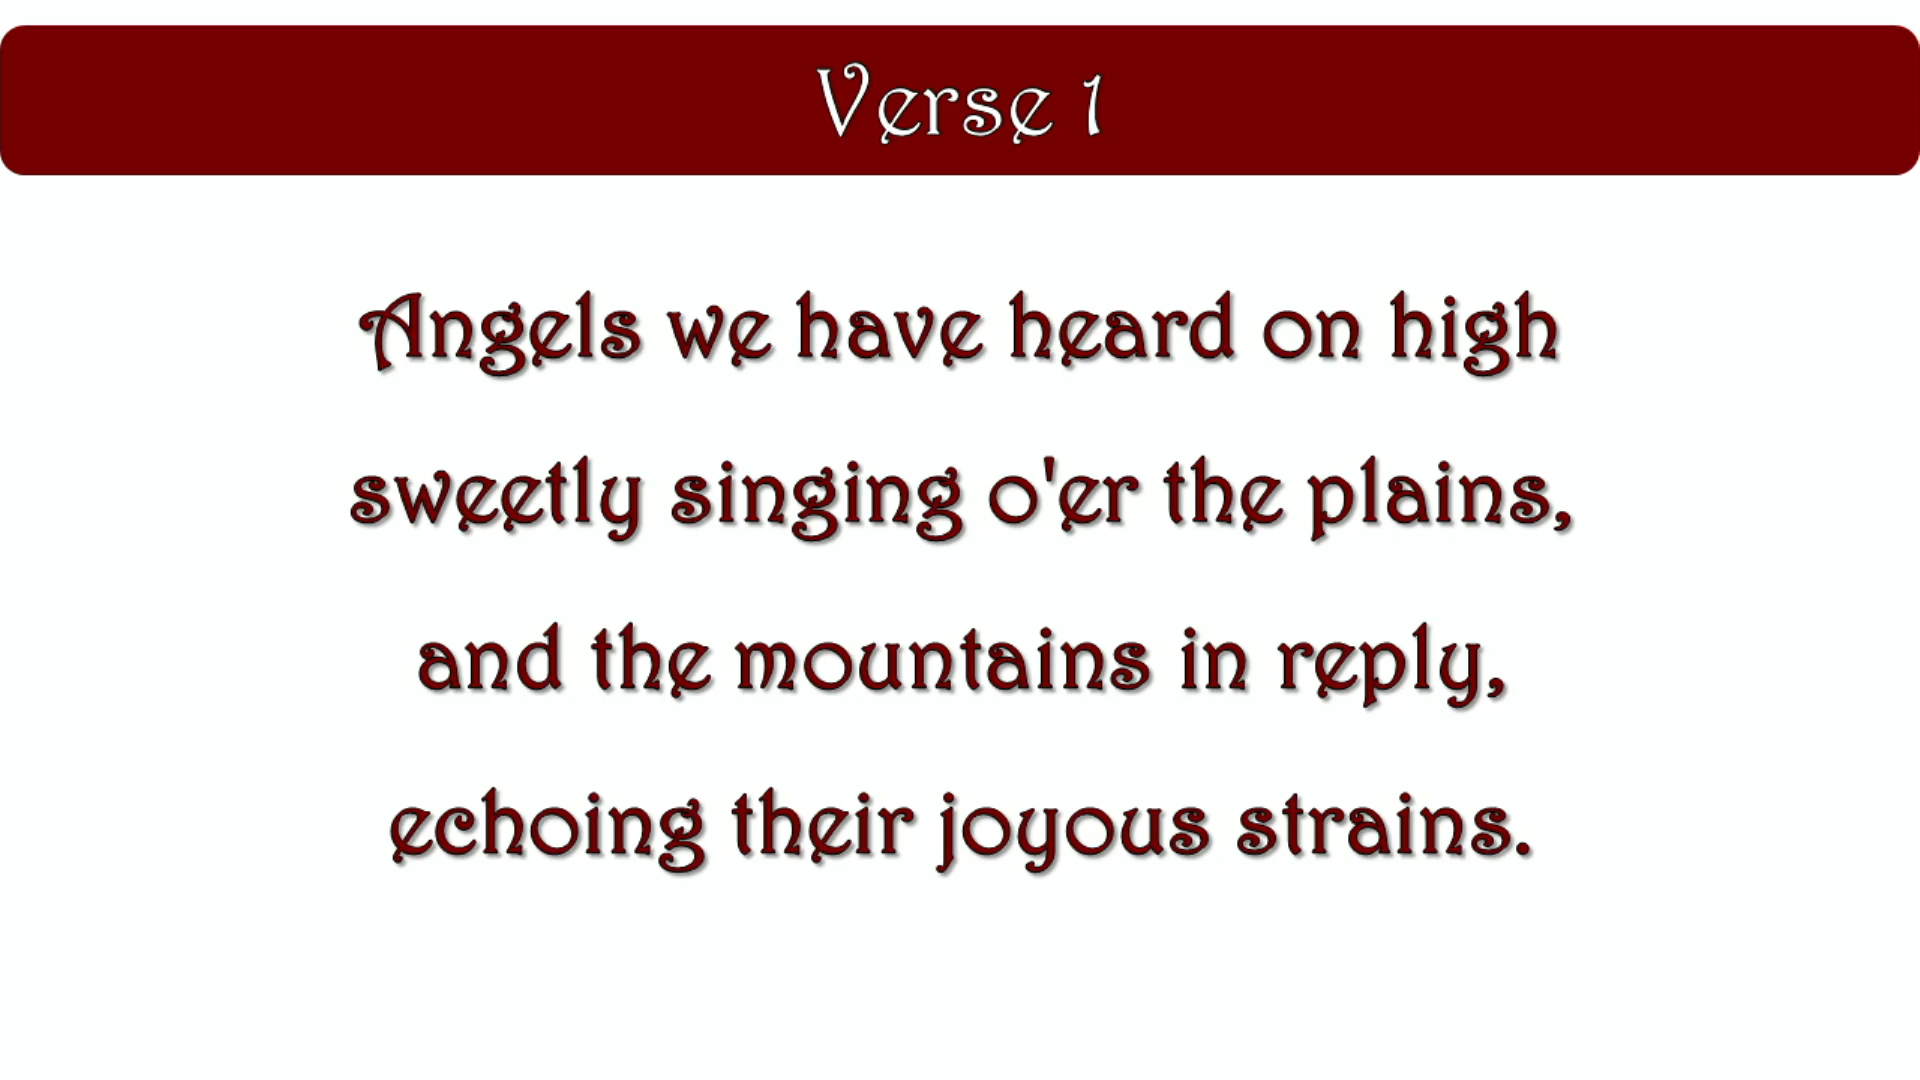 Verse 1
Angels we have heard on high
sweetly singing o'er the plains,
and the mountains in reply,
echoing their joyous strains.